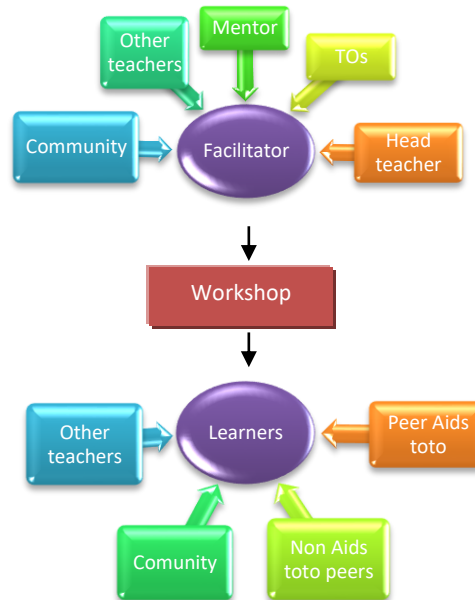 Mentor
Other
teachers
TOs
Community
Facilitator
Head
teacher
Workshop
Other
teachers
Learners
Peer Aids
toto
Comunity
Non Aids
toto peers